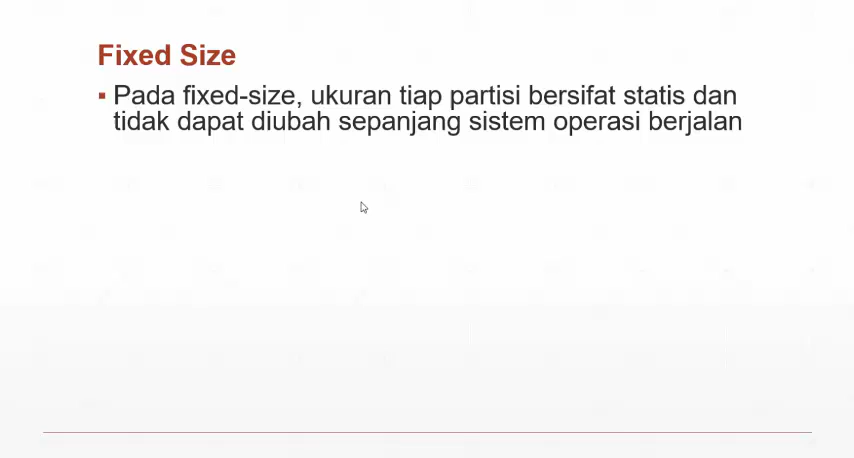 Fixed Size
▪ Pada fixed-size, ukuran tiap partisi bersifat statis dan
tidak dapat diubah sepanjang sistem operasi berjalan